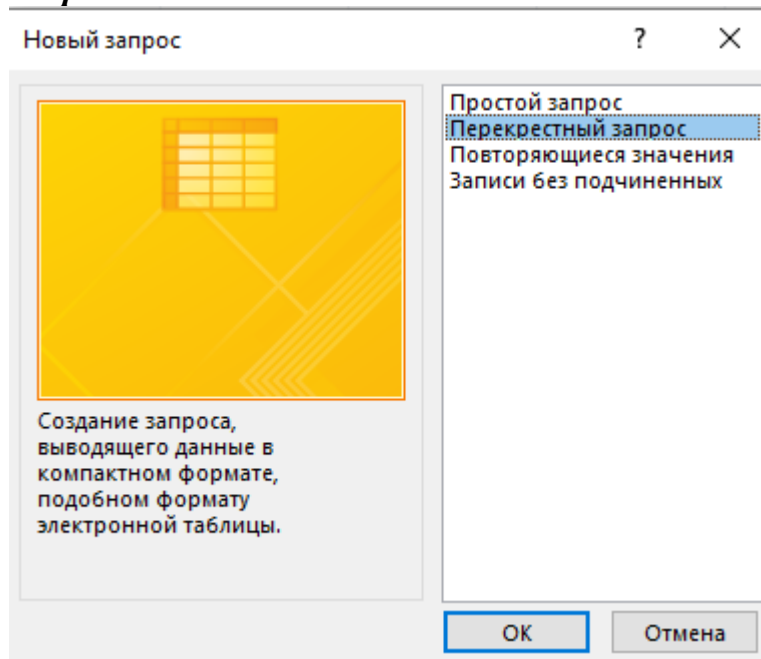 Новый запрос
?
Простой запрос
Перекрестный запрос
Повторяющиеся значения
Записи без подчиненных
Создание запроса,
выводящего данные в
компактном формате,
подобном формату
электронной таблицы.
ОК
Отмена